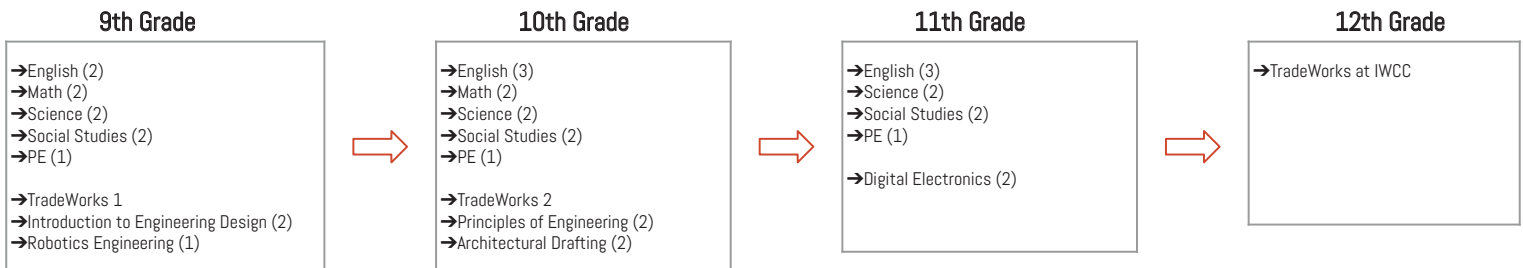 9th Grade
➔English (2)
➔Math (2)
➔Science (2)
➔Social Studies (2)
➔PE (1)
➔TradeWorks 1
➔Introduction to Engineering Design (2)
➔Robotics Engineering (1)
10th Grade
➔English (3)
➔Math (2)
➔Science (2)
➔Social Studies (2)
➔PE (1)
➔TradeWorks 2
➔Principles of Engineering (2)
➔Architectural Drafting (2)
11th Grade
➔English (3)
➔Science (2)
➔Social Studies (2)
➔PE (1)
➔Digital Electronics (2)
12th Grade
➔TradeWorks at IWCC